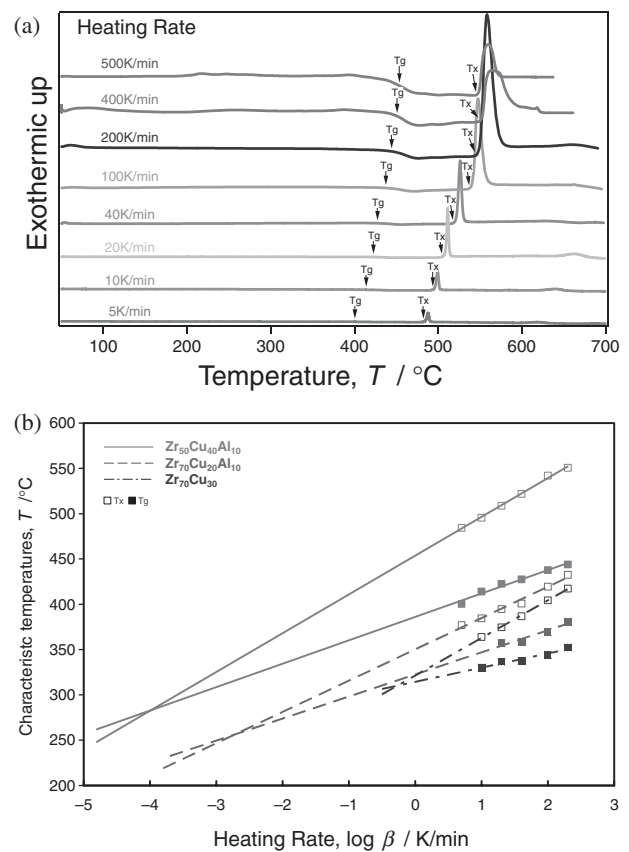 (a)
Heating Rate
500K/min
Tg
Tx
400K/min
Tg
Tx
200K/min
Tg
Tx
100K/min
Tg
Tx
40K/min
Tg
Tx
20K/min
Tg
Tx
10K/min
Tg
Tx
5K/min
Tg
Tx
Exothermic up
100 200 300 400 500 600 700
Temperature, T / °C
(b)
600
550
500
450
400
350
300
250
200
Zr50Cu40Al10
Zr70Cu20Al10
Zr70Cu30
Tx Tg
Characteristc temperatures, T /°C
−5 −4 −3 −2 −1 0 1 2 3
Heating Rate, log β / K/min